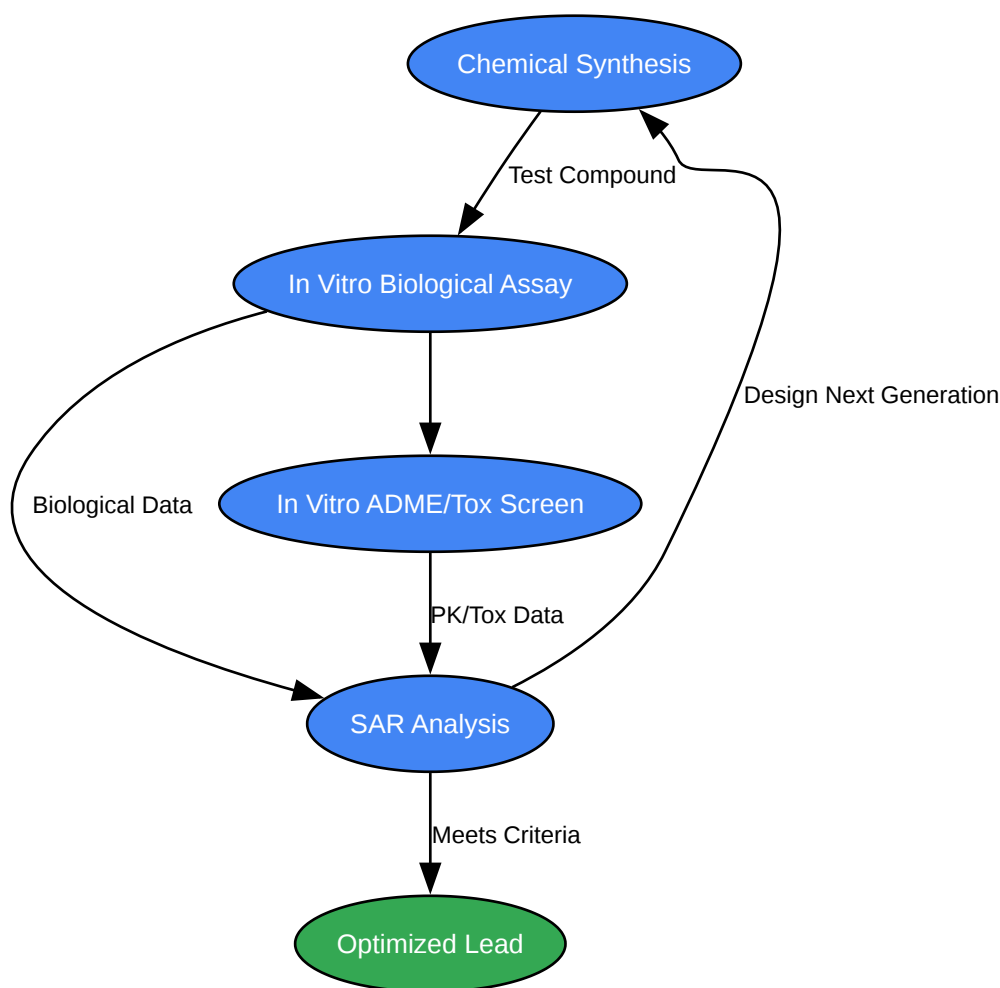 Chemical Synthesis
Test Compound
In Vitro Biological Assay
Design Next Generation
Biological Data
In Vitro ADME/Tox Screen
PK/Tox Data
SAR Analysis
Meets Criteria
Optimized Lead